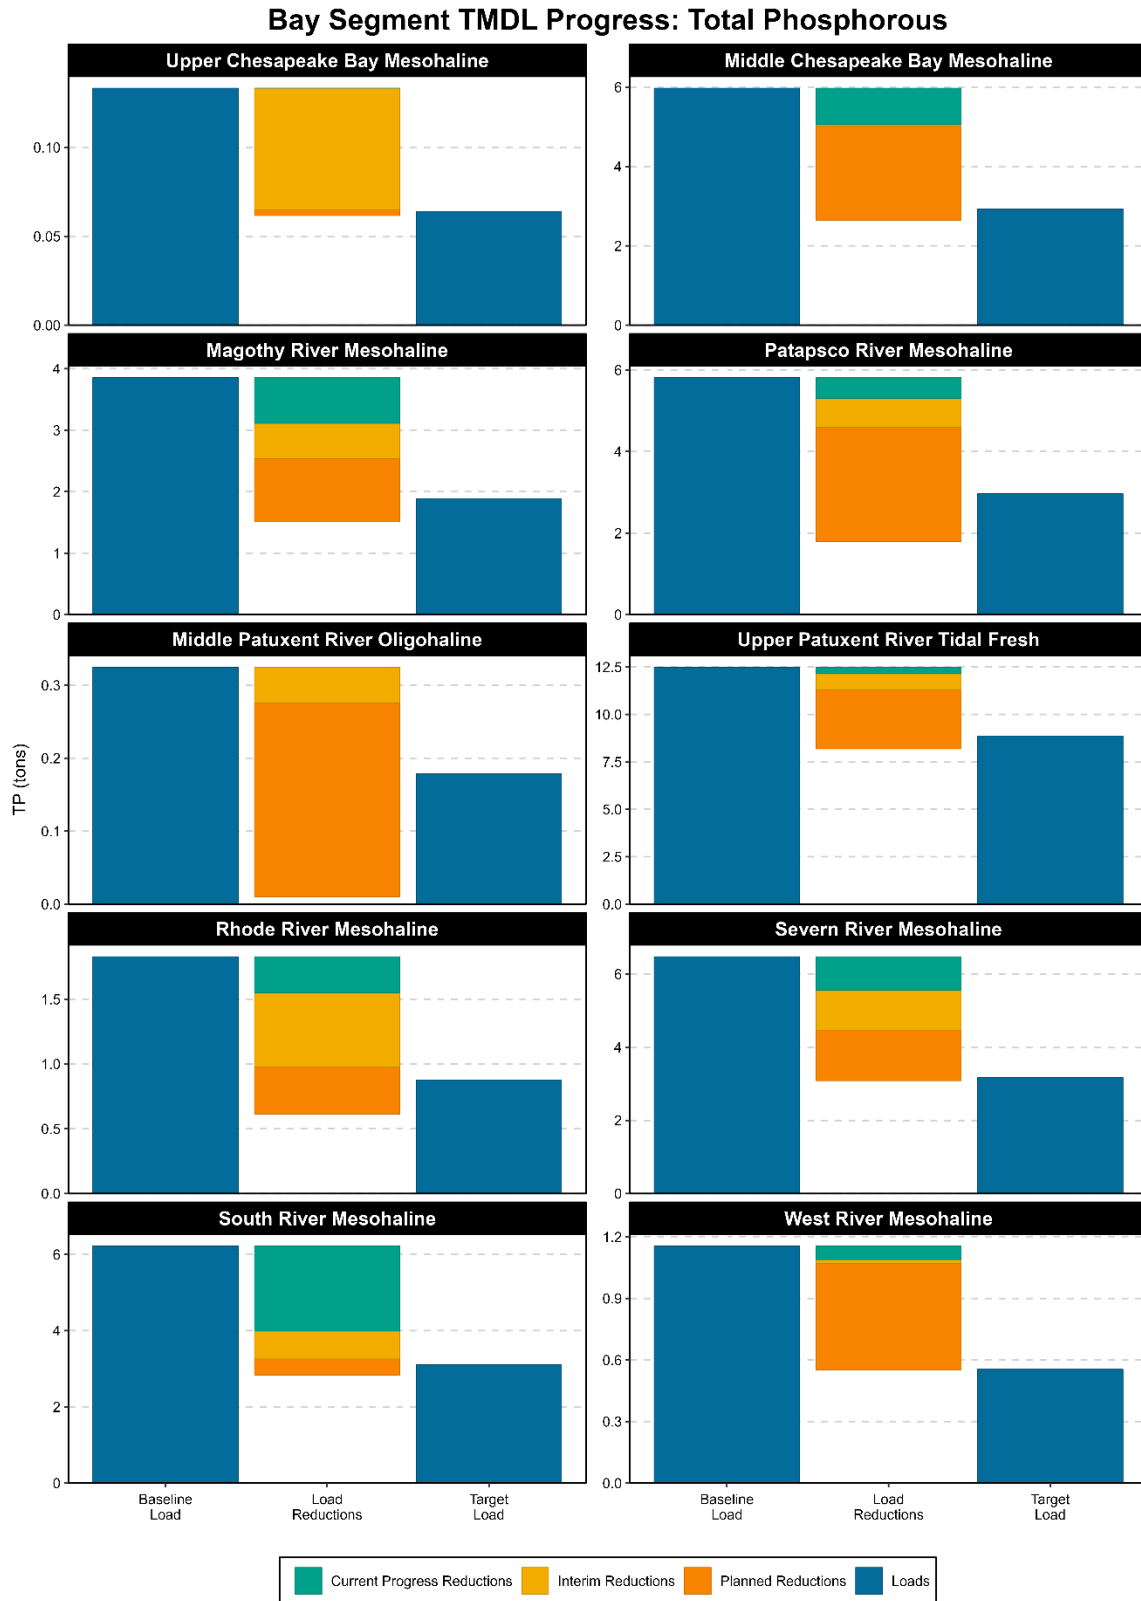 Bay Segment TMDL Progress: Total Phosphorous
Upper Chesapeake Bay Mesohaline
0.10
0.05
0.00
Middle Chesapeake Bay Mesohaline
6
4
2
0
Magothy River Mesohaline
4
3
2
1
0
Patapsco River Mesohaline
6
4
2
0
TP (tons)
Middle Patuxent River Oligohaline
0.3
0.2
0.1
0.0
Upper Patuxent River Tidal Fresh
12.5
10.0
7.5
5.0
2.5
0.0
Rhode River Mesohaline
1.5
1.0
0.5
0.0
Severn River Mesohaline
6
4
2
0
South River Mesohaline
6
4
2
0
West River Mesohaline
1.2
0.9
0.6
0.3
0.0
Baseline
Load
Load
Reductions
Target
Load
Baseline
Load
Load
Reductions
Target
Load
Current Progress Reductions
Interim Reductions
Planned Reductions
Loads